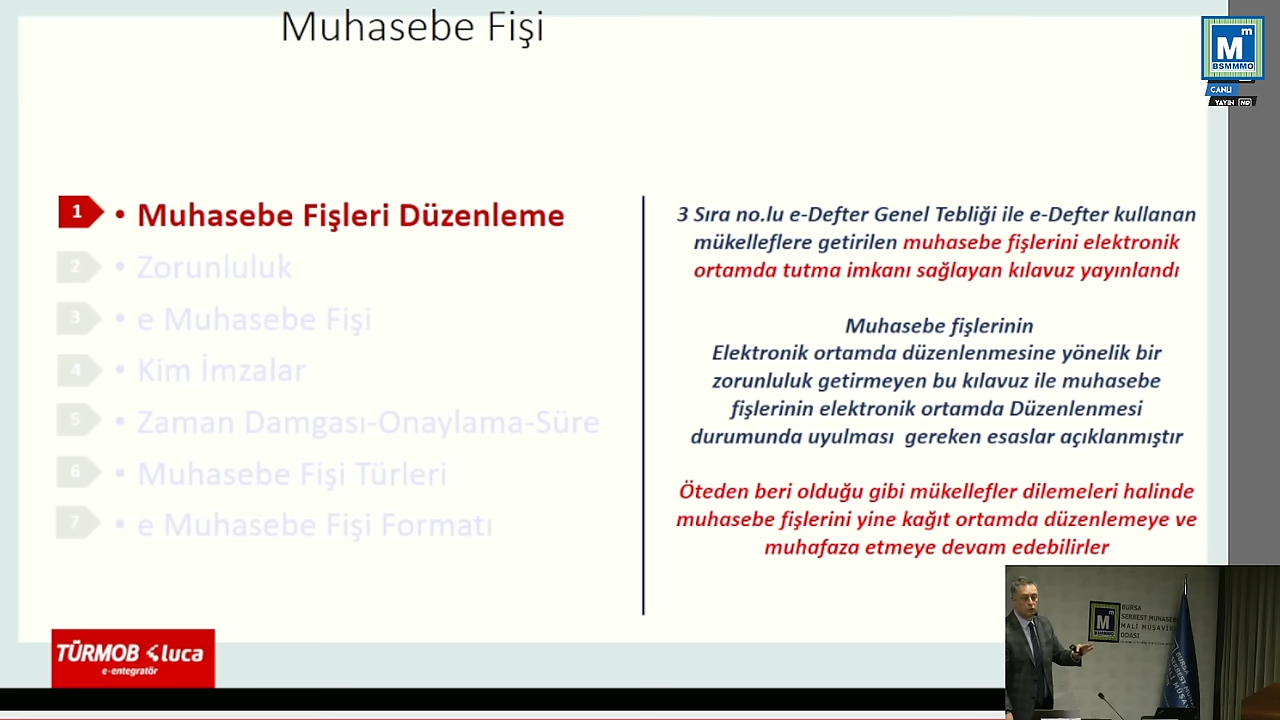 Muhasebe Fişi
m
M
BSMMMO
CANLI
YAYIN HD
1 • Muhasebe Fişleri Düzenleme
2 • Zorunluluk
3 • e Muhasebe Fişi
4 • Kim İmzalar
5 • Zaman Damgası-Onaylama-Süre
6 • Muhasebe Fişi Türleri
7 • e Muhasebe Fişi Formatı
3 Sıra no.lu e-Defter Genel Tebliği ile e-Defter kullanan
mükelleflere getirilen muhasebe fişlerini elektronik
ortamda tutma imkanı sağlayan kılavuz yayınlandı
Muhasebe fişlerinin
Elektronik ortamda düzenlenmesine yönelik bir
zorunluluk getirmeyen bu kılavuz ile muhasebe
fişlerinin elektronik ortamda Düzenlenmesi
durumunda uyulması gereken esaslar açıklanmıştır
Öteden beri olduğu gibi mükellefler dilemeleri halinde
muhasebe fişlerini yine kağıt ortamda düzenlemeye ve
muhafaza etmeye devam edebilirler
TÜRMOB luca
e-entegratör
m
M
BSMMMO
BURSA
SERBEST MUHASEB
MALİ MÜŞAVİR
ODASI